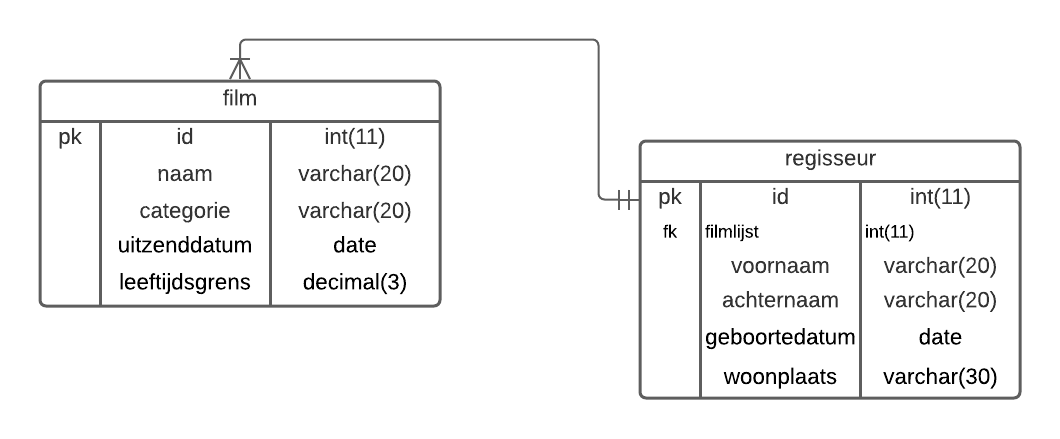 film
pk id int(11)
naam varchar(20)
categorie varchar(20)
uitzenddatum date
leeftijdsgrens decimal(3)
regisseur
pk id int(11)
fk filmlijst int(11)
voornaam varchar(20)
achternaam varchar(20)
geboortedatum date
woonplaats varchar(30)